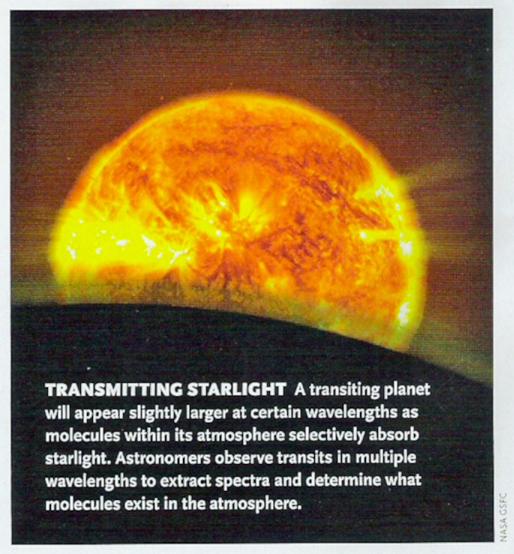 TRANSMITTING STARLIGHT A transiting planet
will appear slightly larger at certain wavelengths as
molecules within its atmosphere selectively absorb
starlight. Astronomers observe transits in multiple
wavelengths to extract spectra and determine what
molecules exist in the atmosphere.
NASA GSFC